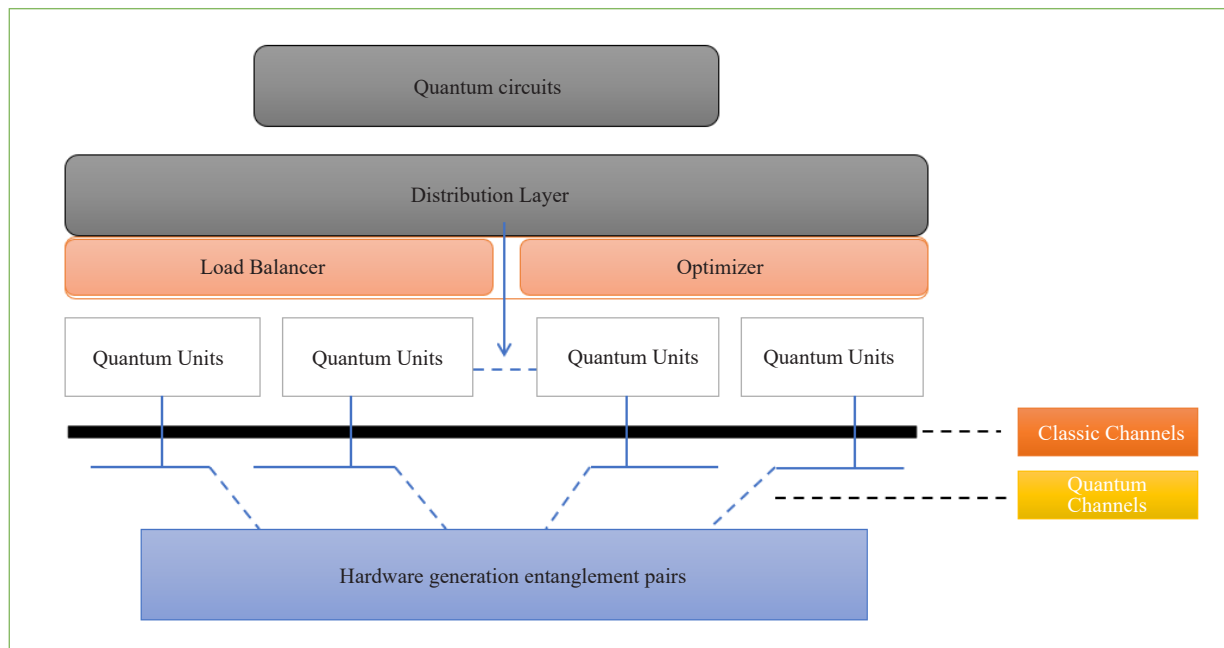 Quantum circuits
Distribution Layer
Load Balancer
Optimizer
Quantum Units
Quantum Units
Quantum Units
Quantum Units
Classic Channels
Quantum
Channels
Hardware generation entanglement pairs